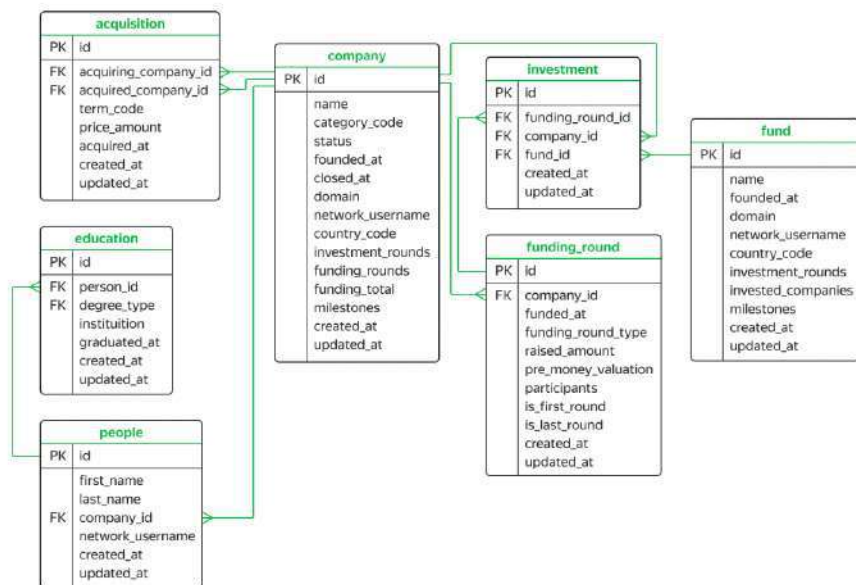 acquisition
PK id
FK acquiring_company_id
FK acquired_company_id
term_code
price_amount
acquired_at
created_at
updated_at
company
PK id
name
category_code
status
founded_at
closed_at
domain
network_username
country_code
investment_rounds
funding_rounds
funding_total
milestones
created_at
updated_at
investment
PK id
FK funding_round_id
FK company_id
FK fund_id
created_at
updated_at
fund
PK id
name
founded_at
domain
network_username
country_code
investment_rounds
invested_companies
milestones
created_at
updated_at
education
PK id
FK person_id
FK degree_type
instituition
graduated_at
created_at
updated_at
funding_round
PK id
FK company_id
funded_at
funding_round_type
raised_amount
pre_money_valuation
participants
is_first_round
is_last_round
created_at
updated_at
people
PK id
first_name
last_name
FK company_id
network_username
created_at
updated_at